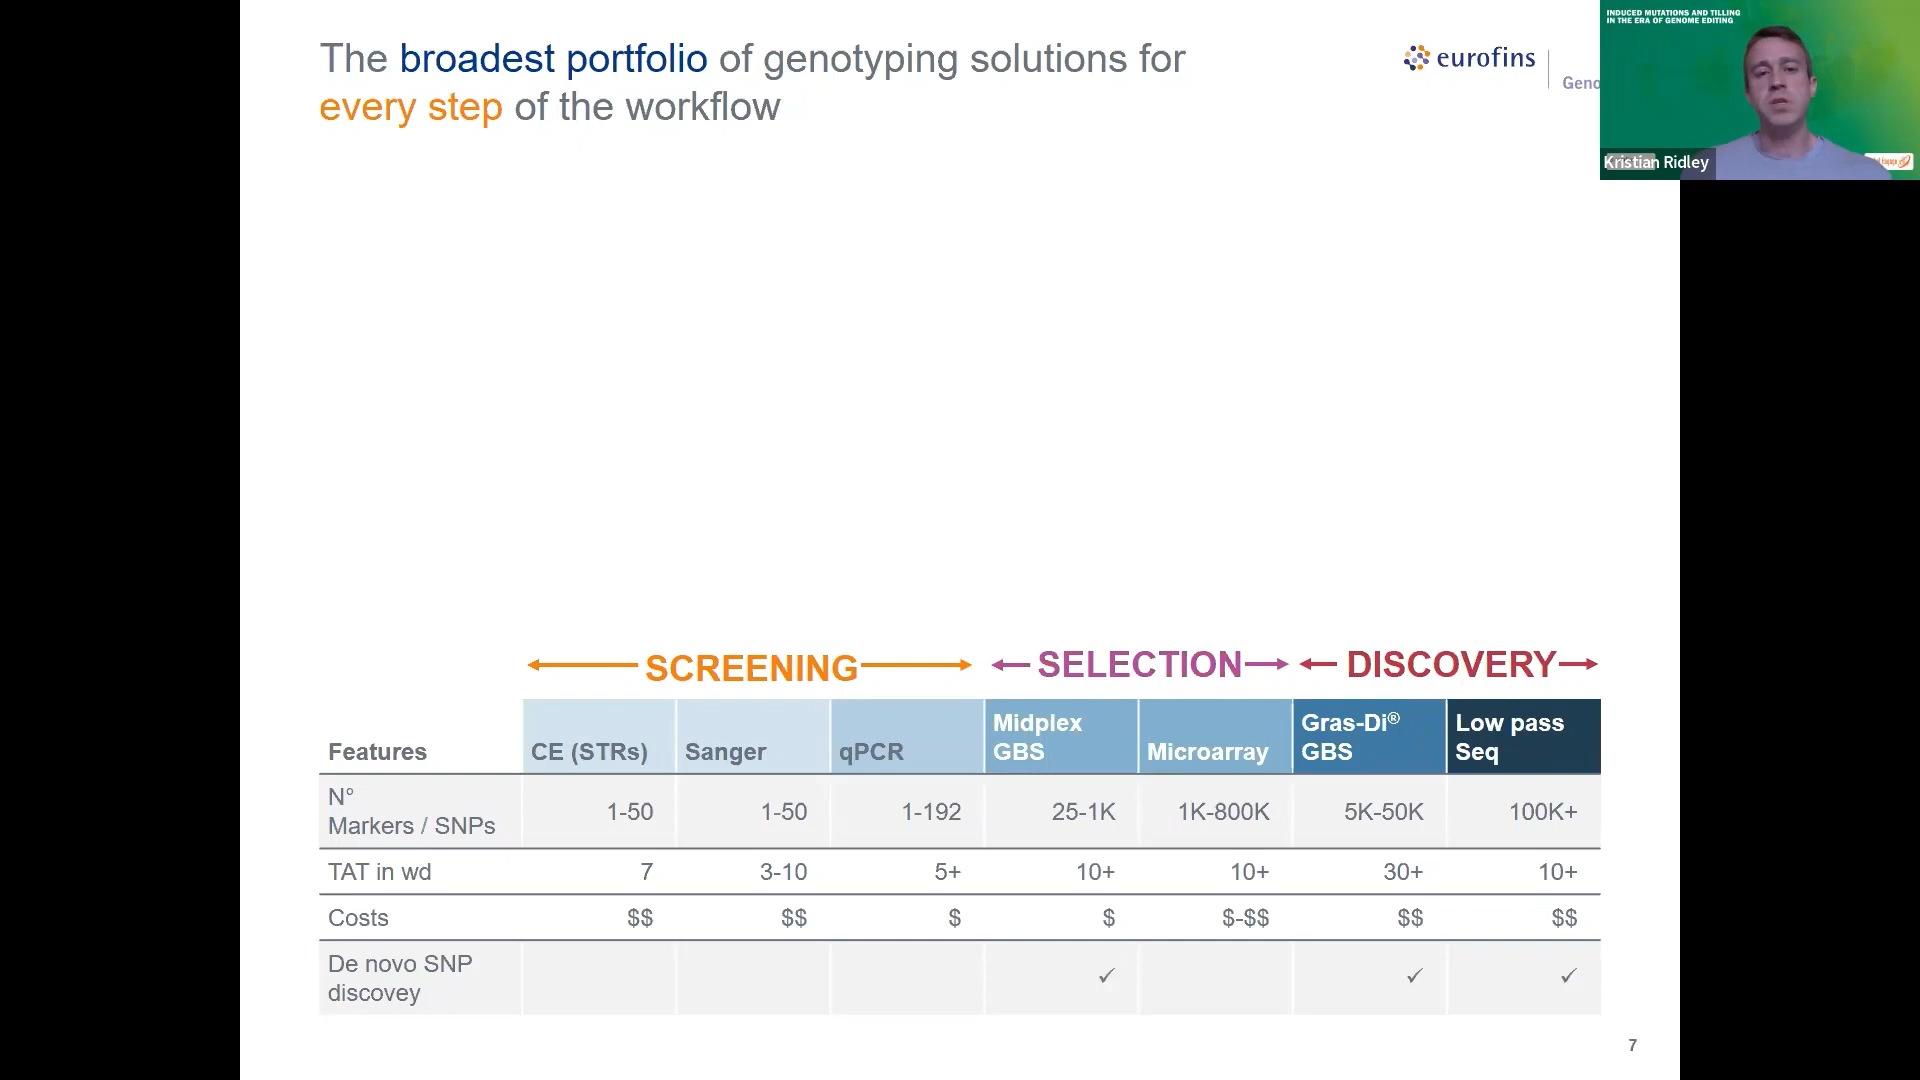 The broadest portfolio of genotyping solutions for
every step of the workflow
eurofins
Geno
INDUCED MUTATIONS AND TILLING
IN THE ERA OF GENOME EDITING
Kristian Ridley
SCREENING
SELECTION
DISCOVERY
Features
CE (STRs)
Sanger
qPCR
Midplex
GBS
Microarray
Gras-Di®
GBS
Low pass
Seq
N°
Markers / SNPs
1-50
1-50
1-192
25-1K
1K-800K
5K-50K
100K+
TAT in wd
7
3-10
5+
10+
10+
30+
10+
Costs
$$
$$
$
$
$-$$
$$
$$
De novo SNP
discovey
✓
✓
✓
7